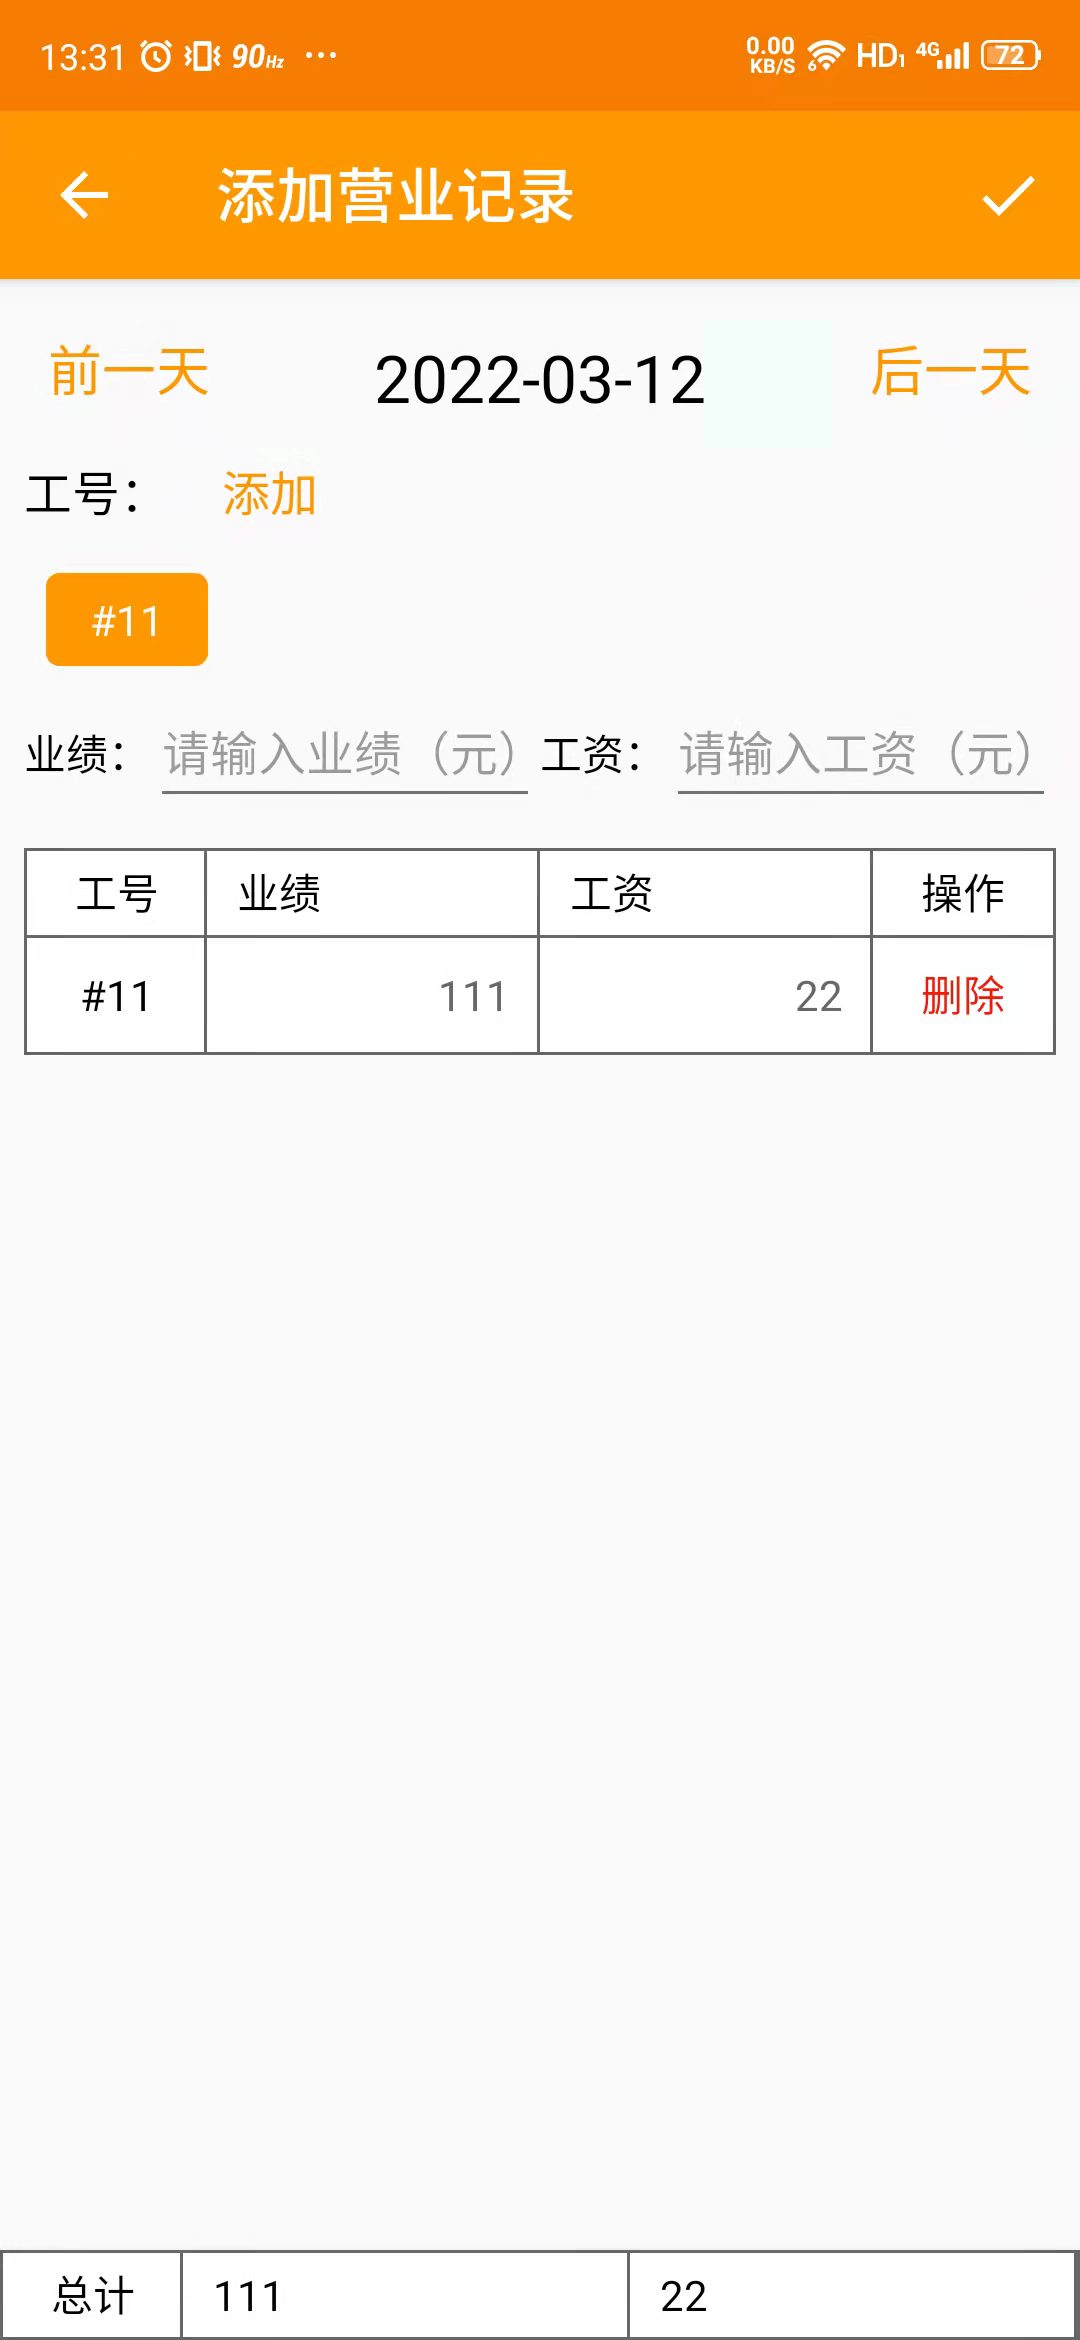 13:31 90Hz ... 0.00 KB/S 6 HD1 4G 72
添加营业记录
前一天 2022-03-12 后一天
工号： 添加
#11
业绩： 请输入业绩（元） 工资： 请输入工资（元）
工号 业绩 工资 操作
#11 111 22 删除
总计 111 22